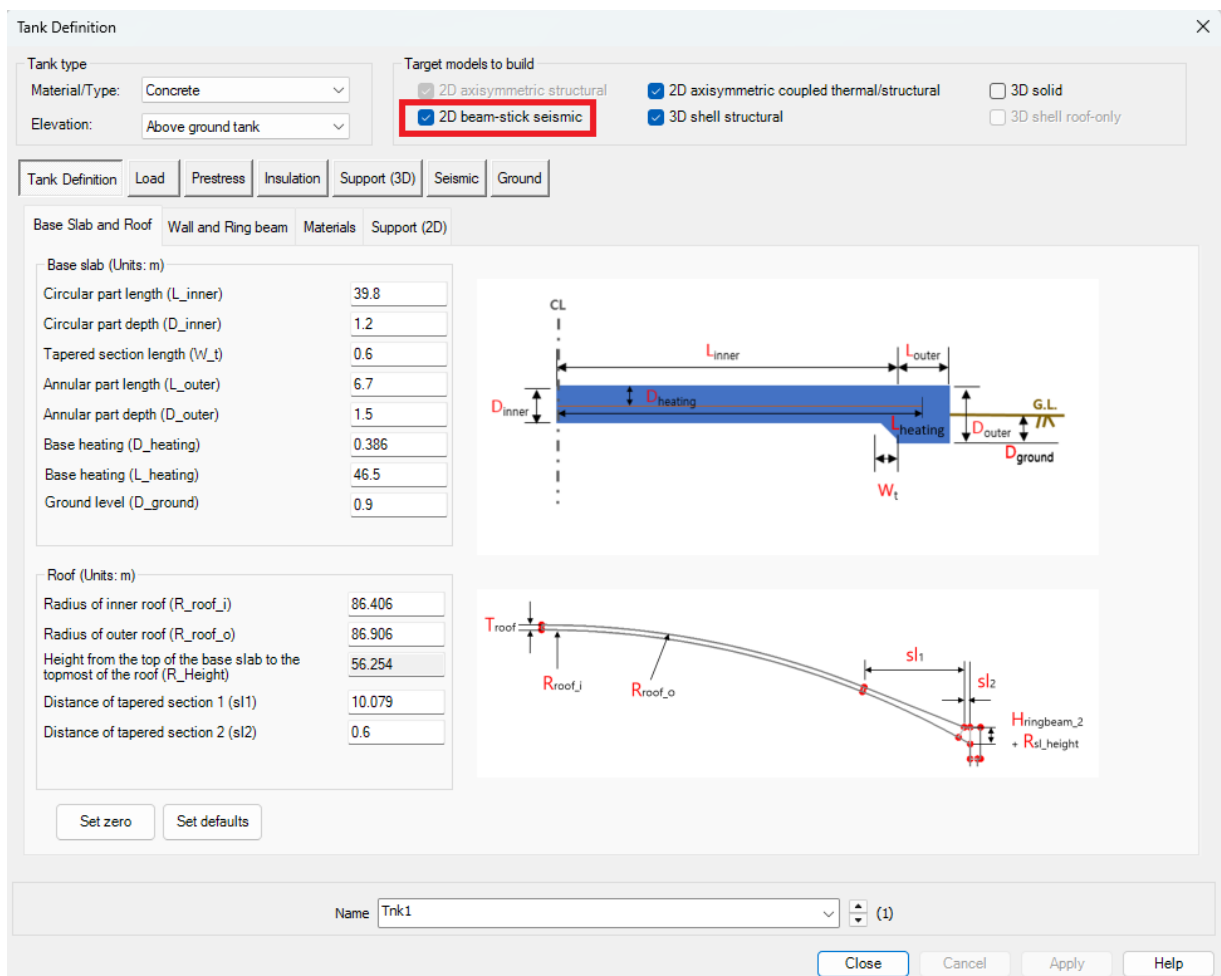 Tank Definition
Tank type
Material/Type: Concrete
Elevation: Above ground tank
Target models to build
2D axisymmetric structural
2D axisymmetric coupled thermal/structural
3D solid
2D beam-stick seismic
3D shell structural
3D shell roof-only
Tank Definition Load Prestress Insulation Support (3D) Seismic Ground
Base Slab and Roof Wall and Ring beam Materials Support (2D)
Base slab (Units: m)
Circular part length (L_inner) 39.8
Circular part depth (D_inner) 1.2
Tapered section length (W_t) 0.6
Annular part length (L_outer) 6.7
Annular part depth (D_outer) 1.5
Base heating (D_heating) 0.386
Base heating (L_heating) 46.5
Ground level (D_ground) 0.9
CL
Linner
Louter
Dinner
Dheating
Lheating
G.L.
Douter
Dground
Wt
Roof (Units: m)
Radius of inner roof (R_roof_i) 86.406
Radius of outer roof (R_roof_o) 86.906
Height from the top of the base slab to the
topmost of the roof (R_Height) 56.254
Distance of tapered section 1 (sl1) 10.079
Distance of tapered section 2 (sl2) 0.6
Troof
Rroof_i
Rroof_o
sl1
sl2
Hringbeam_2
+ Rsl_height
Set zero Set defaults
Name Tnk1 (1)
Close Cancel Apply Help